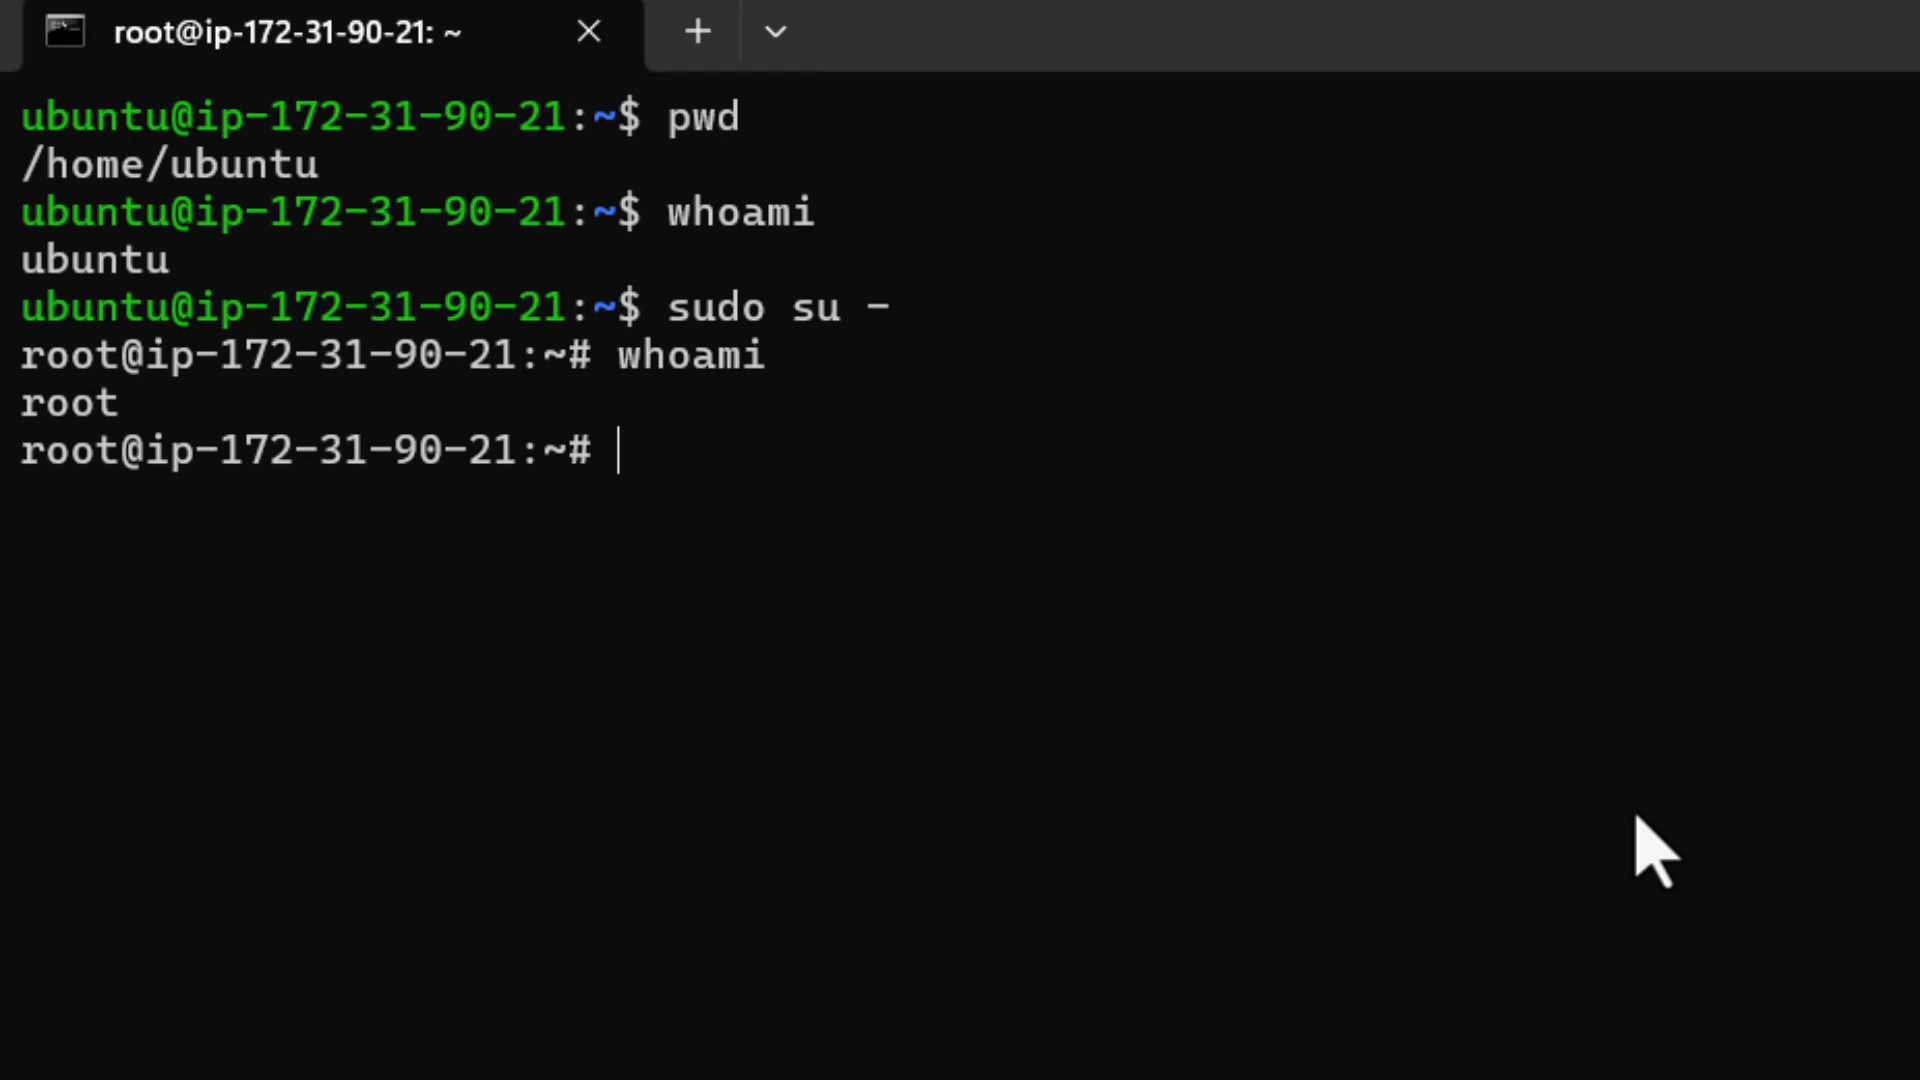 root@ip-172-31-90-21: ~
ubuntu@ip-172-31-90-21:~$ pwd
/home/ubuntu
ubuntu@ip-172-31-90-21:~$ whoami
ubuntu
ubuntu@ip-172-31-90-21:~$ sudo su -
root@ip-172-31-90-21:~# whoami
root
root@ip-172-31-90-21:~#